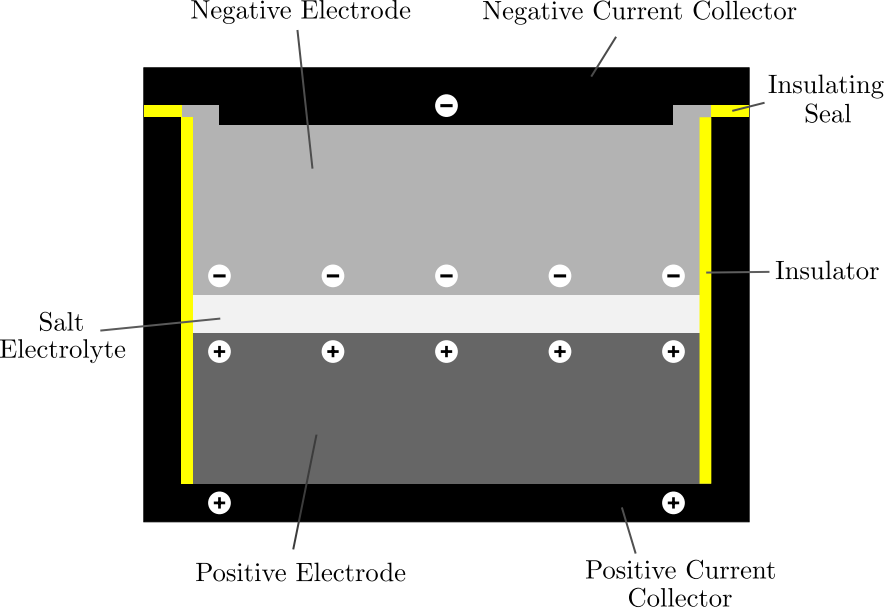 Negative Electrode
Negative Current Collector
Insulating
Seal
Insulator
Salt
Electrolyte
Positive Electrode
Positive Current
Collector